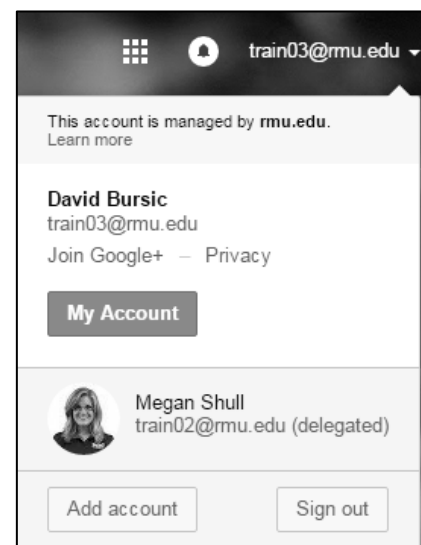 train03@rmu.edu
This account is managed by rmu.edu.
Learn more
David Bursic
train03@rmu.edu
Join Google+ – Privacy
My Account
Megan Shull
train02@rmu.edu (delegated)
Add account
Sign out